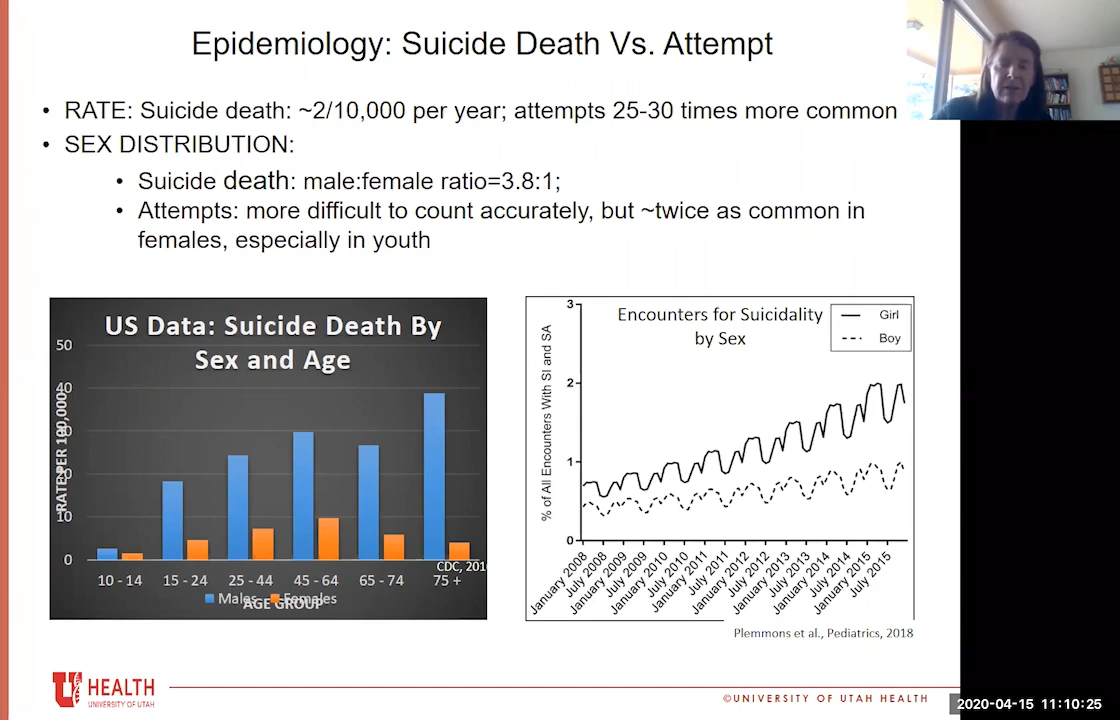 Epidemiology: Suicide Death Vs. Attempt
• RATE: Suicide death: ~2/10,000 per year; attempts 25-30 times more common
• SEX DISTRIBUTION:
• Suicide death: male:female ratio=3.8:1;
• Attempts: more difficult to count accurately, but ~twice as common in
females, especially in youth
US Data: Suicide Death By
Sex and Age
RATE PER 100,000
50
40
30
20
10
0
CDC, 201
10 - 14 15 - 24 25 - 44 45 - 64 65 - 74 75 +
Males Females
AGE GROUP
Encounters for Suicidality
by Sex
Girl
Boy
% of All Encounters With SI and SA
3
2
1
0
January 2008
July 2008
January 2009
July 2009
January 2010
July 2010
January 2011
July 2011
January 2012
July 2012
January 2013
July 2013
January 2014
July 2014
January 2015
July 2015
Plemmons et al., Pediatrics, 2018
U HEALTH
UNIVERSITY OF UTAH
©UNIVERSITY OF UTAH HEALTH
2020-04-15 11:10:25